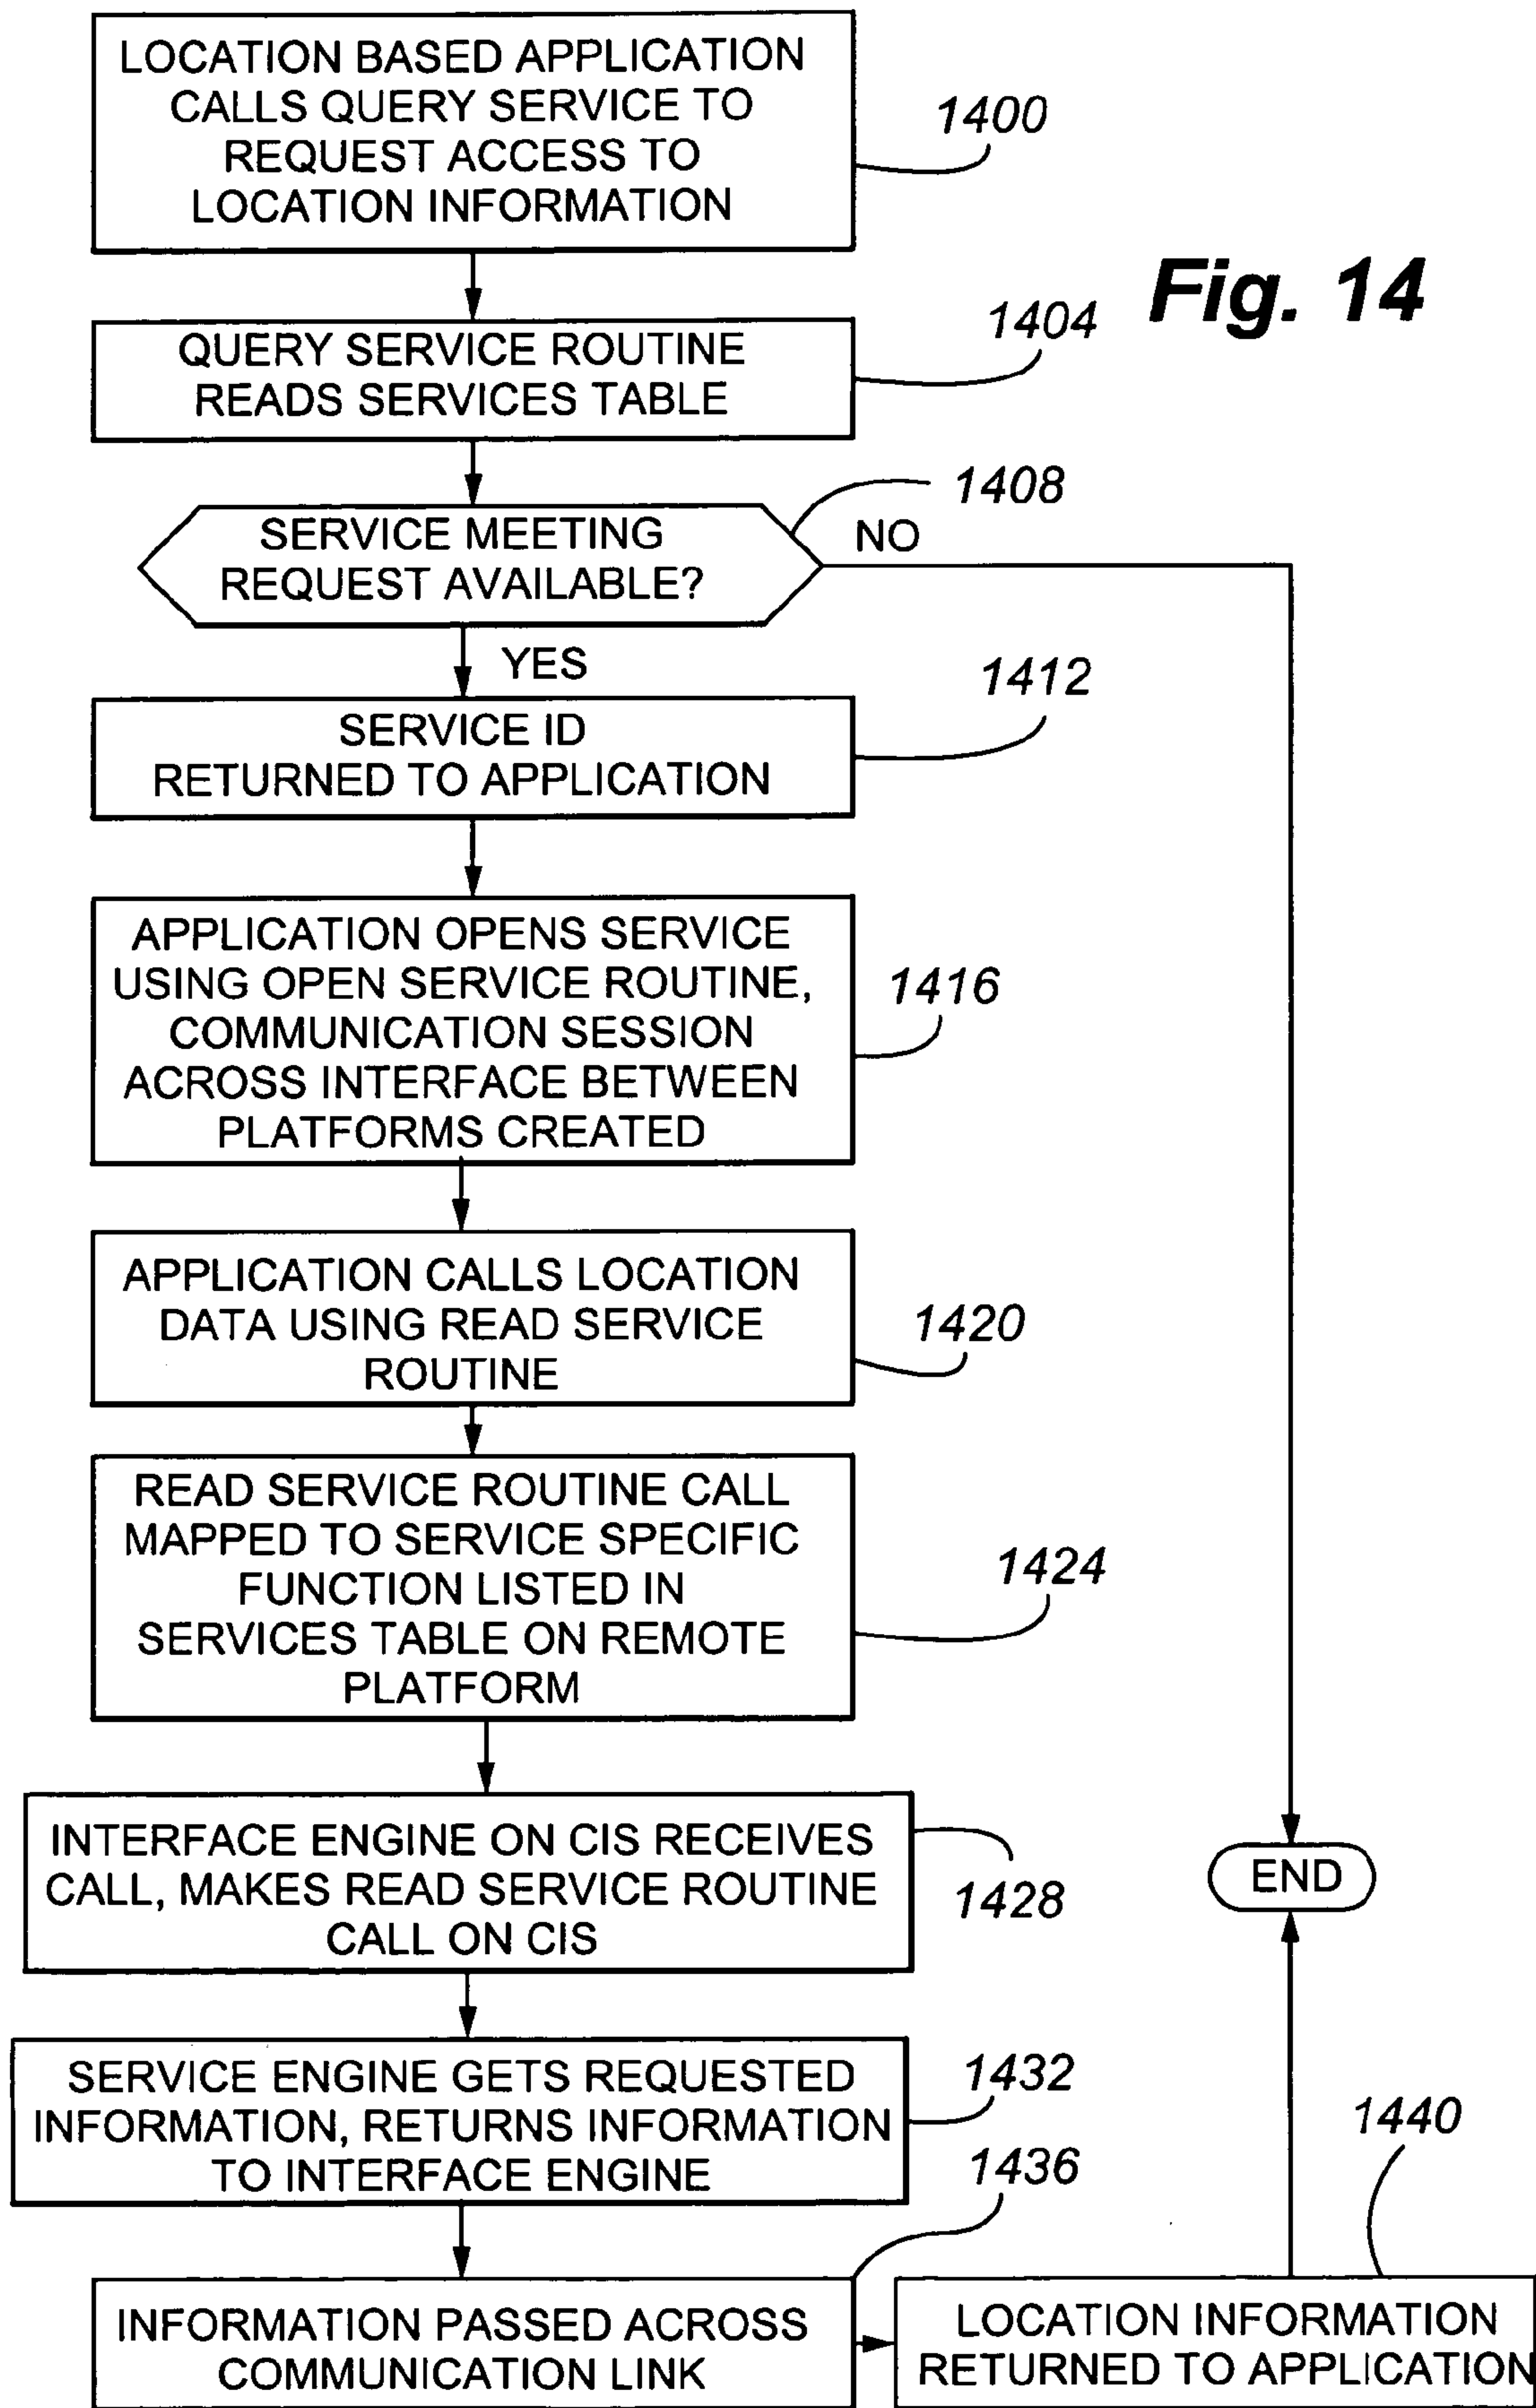 LOCATION BASED APPLICATION
CALLS QUERY SERVICE TO
REQUEST ACCESS TO
LOCATION INFORMATION
1400
Fig. 14
QUERY SERVICE ROUTINE
READS SERVICES TABLE
1404
SERVICE MEETING
REQUEST AVAILABLE?
1408
NO
YES
SERVICE ID
RETURNED TO APPLICATION
1412
APPLICATION OPENS SERVICE
USING OPEN SERVICE ROUTINE,
COMMUNICATION SESSION
ACROSS INTERFACE BETWEEN
PLATFORMS CREATED
1416
APPLICATION CALLS LOCATION
DATA USING READ SERVICE
ROUTINE
1420
READ SERVICE ROUTINE CALL
MAPPED TO SERVICE SPECIFIC
FUNCTION LISTED IN
SERVICES TABLE ON REMOTE
PLATFORM
1424
INTERFACE ENGINE ON CIS RECEIVES
CALL, MAKES READ SERVICE ROUTINE
CALL ON CIS
1428
END
SERVICE ENGINE GETS REQUESTED
INFORMATION, RETURNS INFORMATION
TO INTERFACE ENGINE
1432
1436
1440
INFORMATION PASSED ACROSS
COMMUNICATION LINK
LOCATION INFORMATION
RETURNED TO APPLICATION